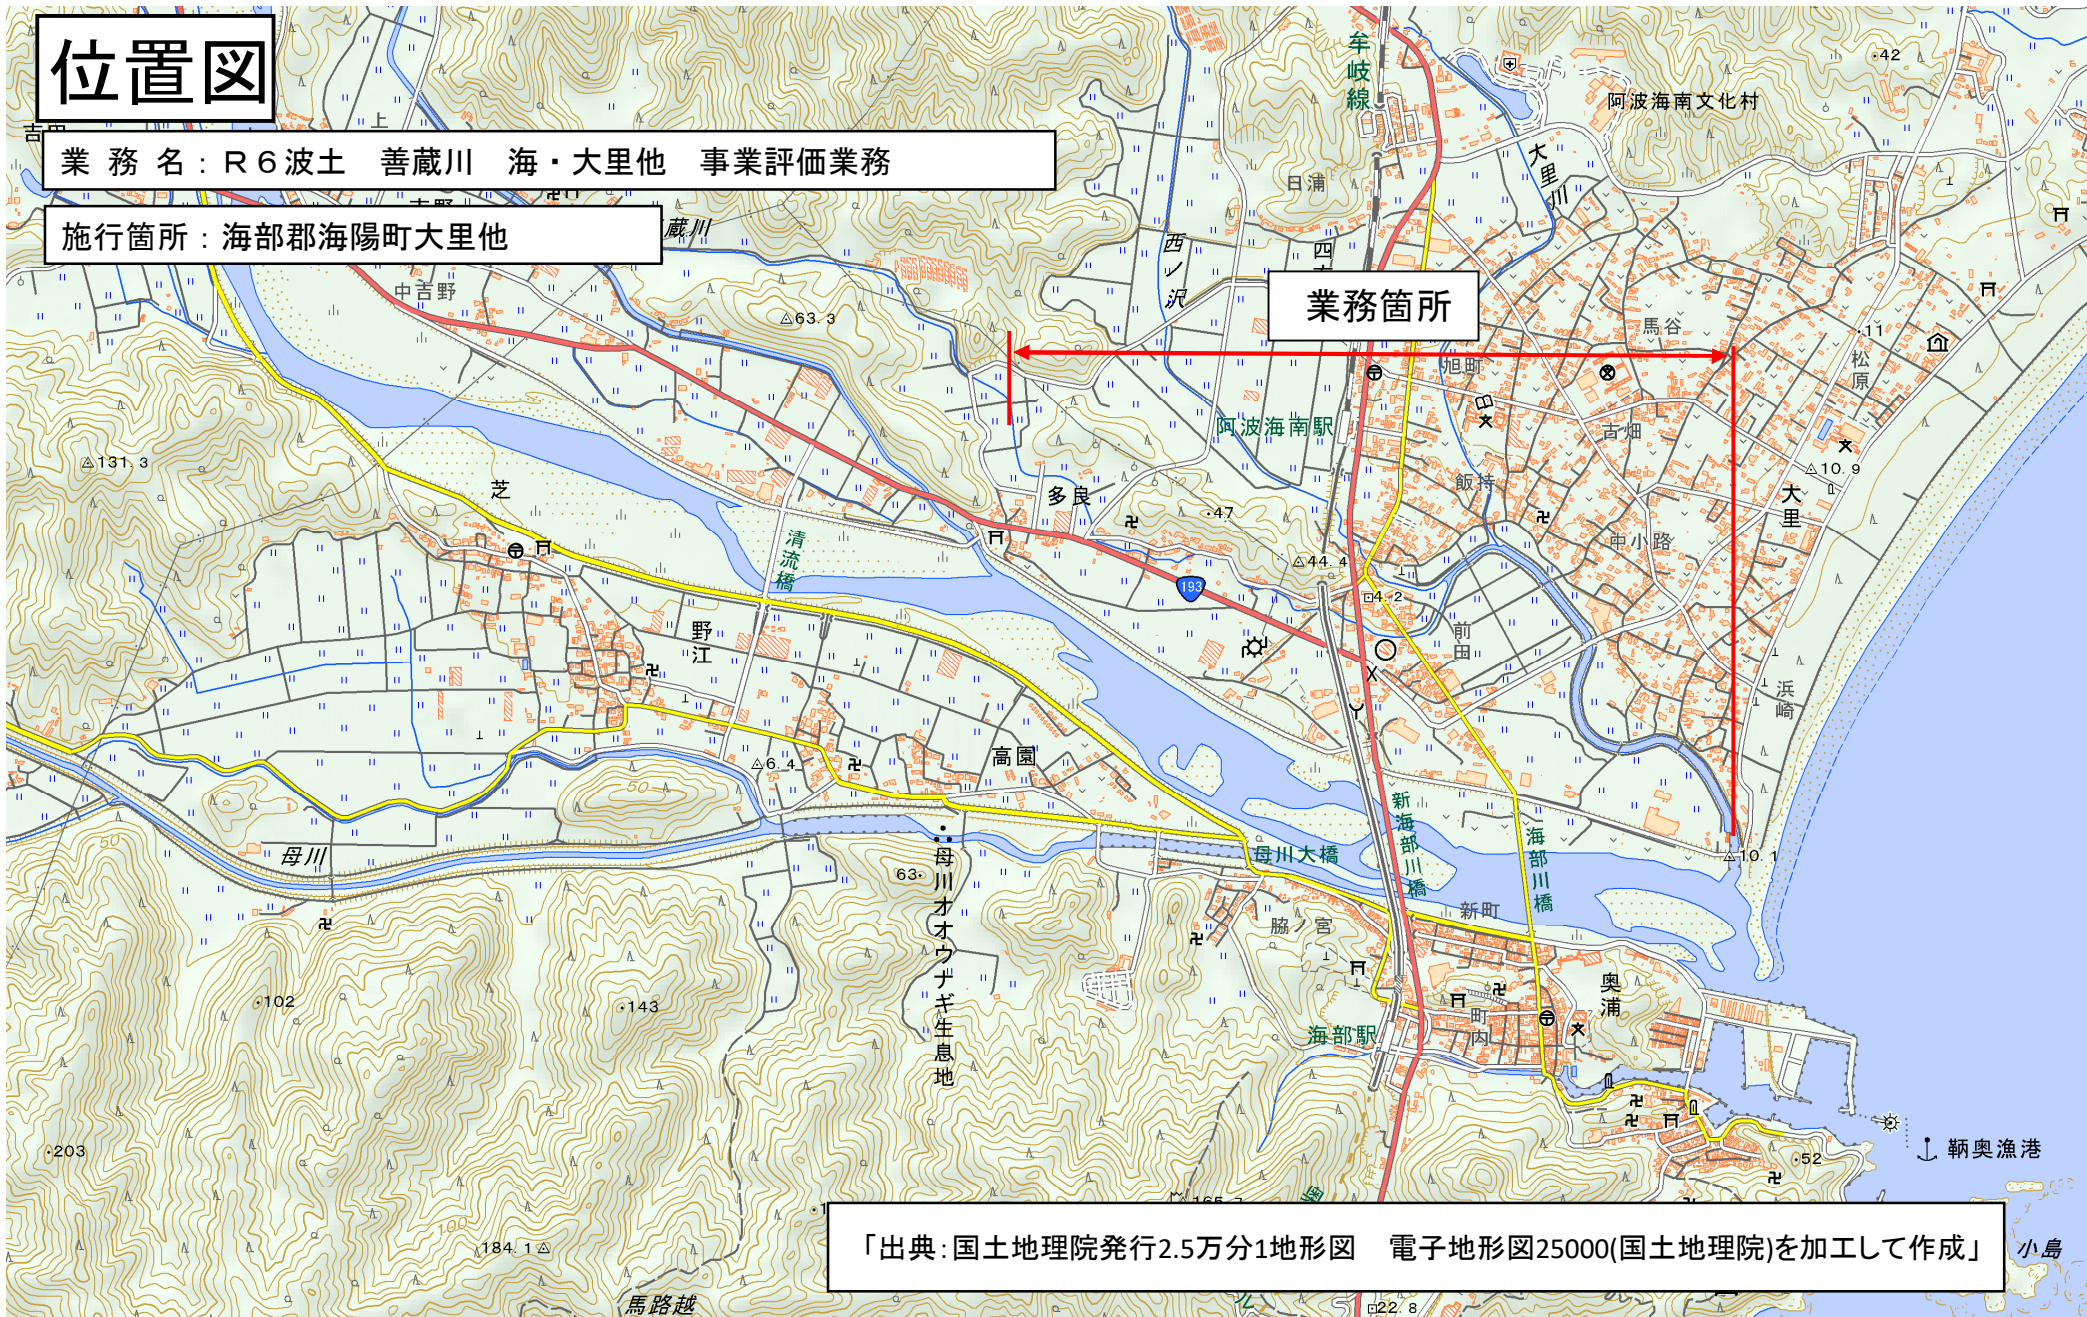 位置図
業 務 名：Ｒ６波土　善蔵川　海・大里他　事業評価業務
施行箇所：海部郡海陽町大里他
業務箇所
牟岐線
阿波海南文化村
42
大里川
日浦
上
蔵川
西ノ沢
中吉野
63.3
馬谷
11
松原
旭町
阿波海南駅
古畑
10.9
大里
飯持
中小路
131.3
芝
多良
47
44.4
清流橋
193
4.2
前田
野江
浜崎
高園
6.4
50
新海部川橋
海部川橋
10.1
母川
母川大橋
63
母川オオウナギ生息地
脇ノ宮
新町
奥浦
町内
海部駅
102
143
203
52
鞆奥漁港
184.1
100
馬路越
22.8
小島
「出典：国土地理院発行2.5万分1地形図　電子地形図25000(国土地理院)を加工して作成」